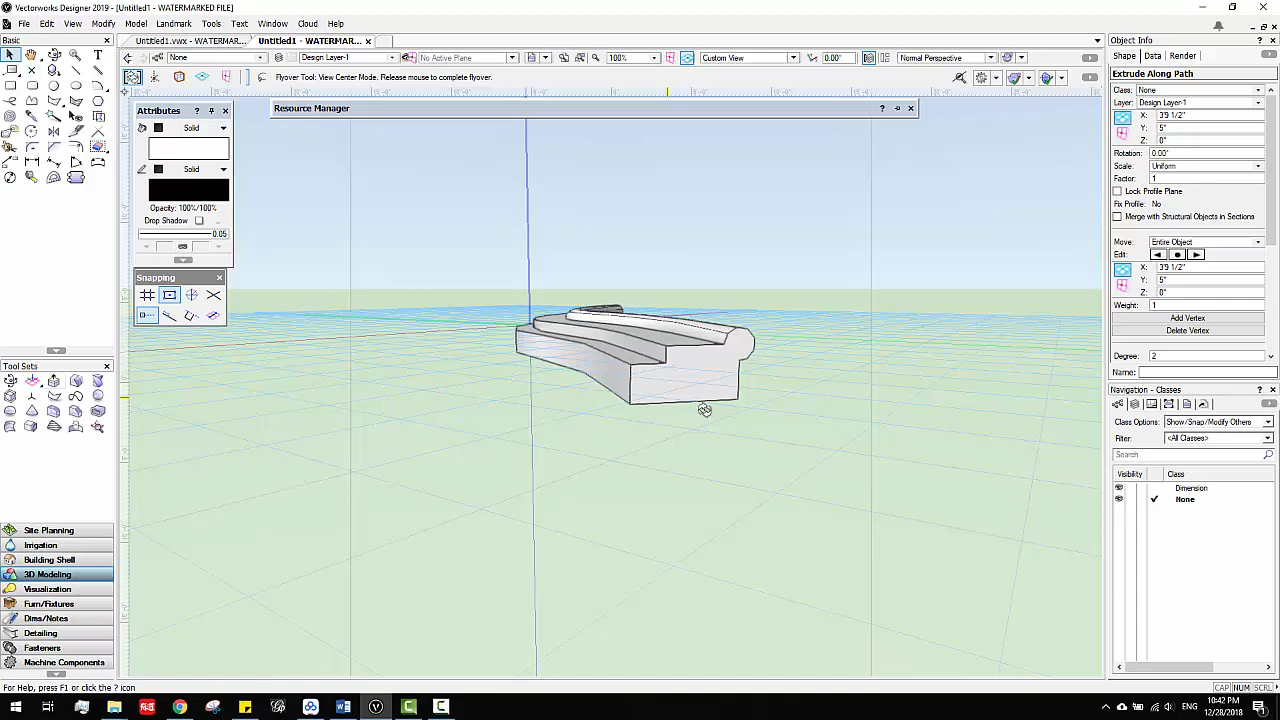 Vectorworks Designer 2019 - [Untitled1 - WATERMARKED FILE]
File Edit View Modify Model Landmark Tools Text Window Cloud Help
Basic
Untitled1.vwx - WATERMAR...
Untitled1 - WATERMARKE...
None
Design Layer-1
No Active Plane
100%
Custom View
0.00°
Normal Perspective
Flyover Tool: View Center Mode. Release mouse to complete flyover.
Attributes ?
Solid
Solid
Opacity: 100%/100%
Drop Shadow
0.05
Snapping
Resource Manager ?
Tool Sets
Site Planning
Irrigation
Building Shell
3D Modeling
Visualization
Furn/Fixtures
Dims/Notes
Detailing
Fasteners
Machine Components
Object Info ?
Shape Data Render
Extrude Along Path
Class: None
Layer: Design Layer-1
X: 3'9 1/2"
Y: 5"
Z: 0"
Rotation: 0.00°
Scale: Uniform
Factor: 1
Lock Profile Plane
Fix Profile: No
Merge with Structural Objects in Sections
Move: Entire Object
Edit:
X: 3'9 1/2"
Y: 5"
Z: 0"
Weight: 1
Add Vertex
Delete Vertex
Degree: 2
Name:
Navigation - Classes ?
Class Options: Show/Snap/Modify Others
Filter: <All Classes>
Search
Visibility Class
Dimension
None
For Help, press F1 or click the ? icon
CAP NUM SCRL
ENG
10:42 PM
12/28/2018